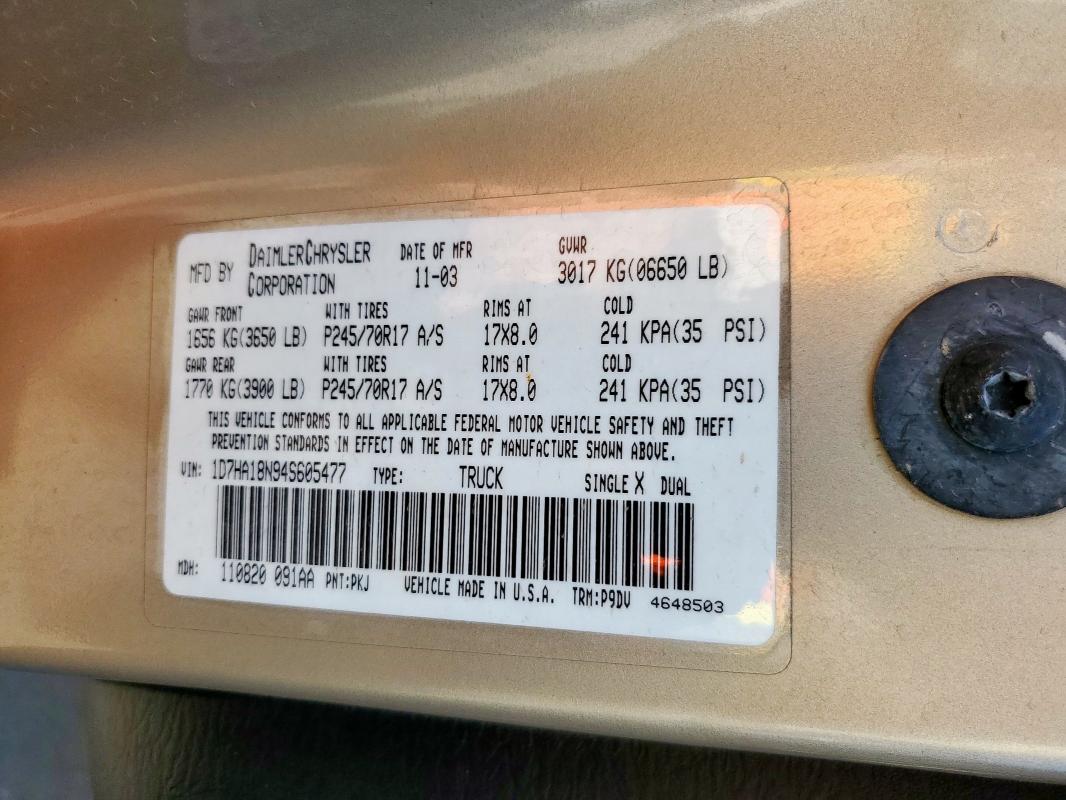 MFD BY DAIMLERCHRYSLER CORPORATION DATE OF MFR 11-03 GVWR 3017 KG(06650 LB)
GAWR FRONT WITH TIRES RIMS AT COLD
1656 KG(3650 LB) P245/70R17 A/S 17X8.0 241 KPA(35 PSI)
GAWR REAR WITH TIRES RIMS AT COLD
1770 KG(3900 LB) P245/70R17 A/S 17X8.0 241 KPA(35 PSI)
THIS VEHICLE CONFORMS TO ALL APPLICABLE FEDERAL MOTOR VEHICLE SAFETY AND THEFT
PREVENTION STANDARDS IN EFFECT ON THE DATE OF MANUFACTURE SHOWN ABOVE.
VIN: 1D7HA18N94S605477 TYPE: TRUCK SINGLE X DUAL
MDH: 110820 091AA PNT:PKJ VEHICLE MADE IN U.S.A. TRM:P9DV 4648503